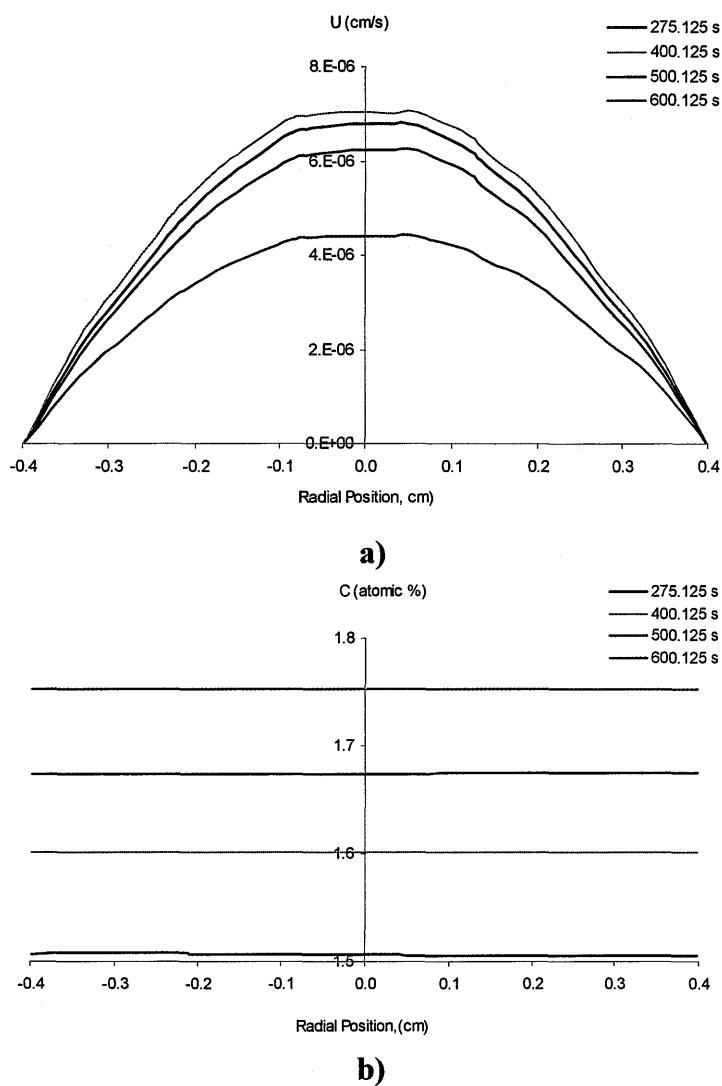 U (cm/s)
275.125 s
400.125 s
500.125 s
600.125 s
8.E-06
6.E-06
4.E-06
2.E-06
0.E+00
-0.4 -0.3 -0.2 -0.1 0.0 0.1 0.2 0.3 0.4
Radial Position, cm)
a)
C (atomic %)
275.125 s
400.125 s
500.125 s
600.125 s
1.8
1.7
1.6
1.5
-0.4 -0.3 -0.2 -0.1 0.0 0.1 0.2 0.3 0.4
Radial Position, (cm)
b)